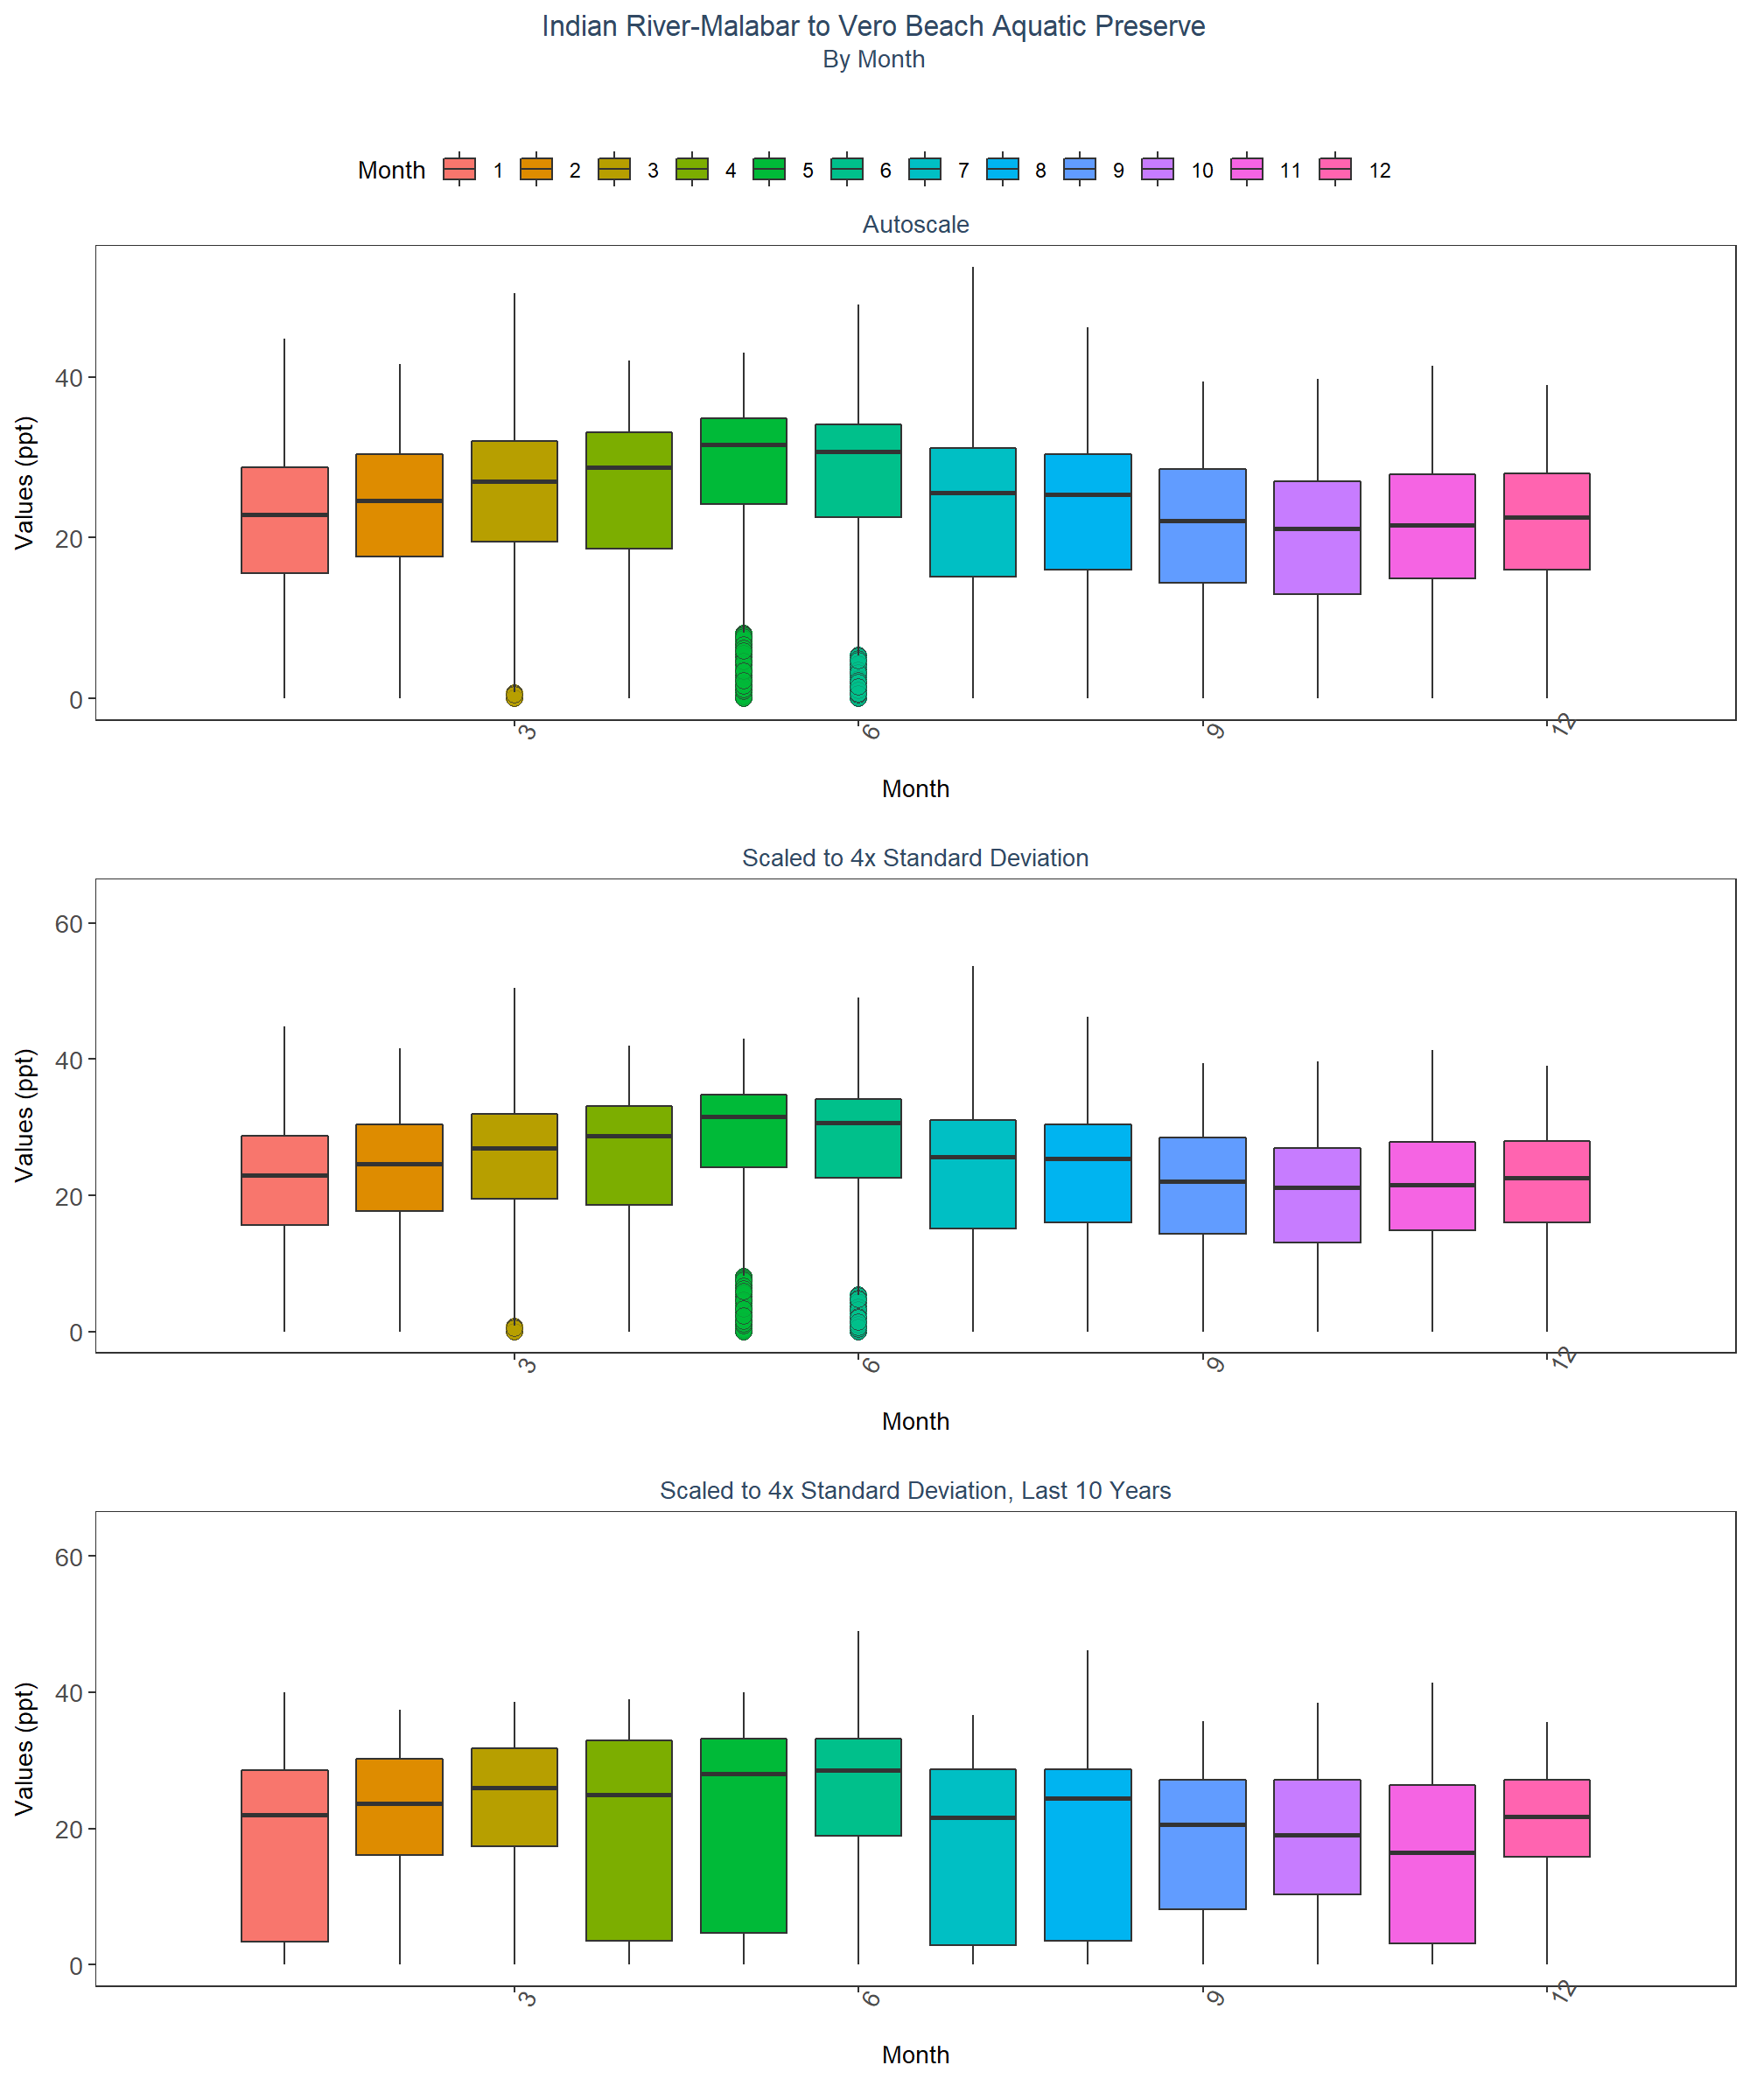 Indian River-Malabar to Vero Beach Aquatic Preserve
By Month
Month 1 2 3 4 5 6 7 8 9 10 11 12
Autoscale
Values (ppt)
40
20
0
3 6 9 12
Month
Scaled to 4x Standard Deviation
Values (ppt)
60
40
20
0
3 6 9 12
Month
Scaled to 4x Standard Deviation, Last 10 Years
Values (ppt)
60
40
20
0
3 6 9 12
Month